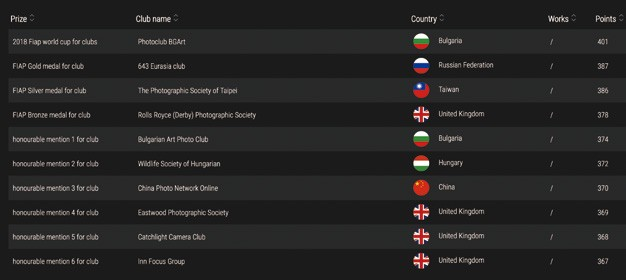 Prize Club name Country Works Points
2018 Fiap world cup for clubs Photoclub BGArt Bulgaria / 401
FIAP Gold medal for club 643 Eurasia club Russian Federation / 387
FIAP Silver medal for club The Photographic Society of Taipei Taiwan / 386
FIAP Bronze medal for club Rolls Royce (Derby) Photographic Society United Kingdom / 378
honourable mention 1 for club Bulgarian Art Photo Club Bulgaria / 374
honourable mention 2 for club Wildlife Society of Hungarian Hungary / 372
honourable mention 3 for club China Photo Network Online China / 370
honourable mention 4 for club Eastwood Photographic Society United Kingdom / 369
honourable mention 5 for club Catchlight Camera Club United Kingdom / 368
honourable mention 6 for club Inn Focus Group United Kingdom / 367